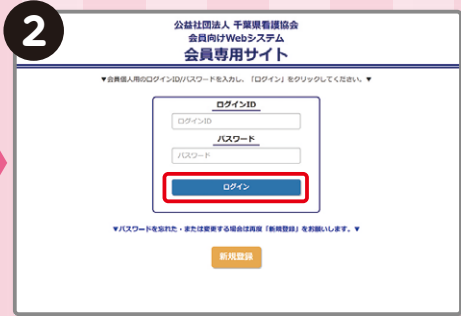 2
公益社団法人 千葉県看護協会
会員向けWebシステム
会員専用サイト
▼会員個人用のログインID/パスワードを入力し、「ログイン」をクリックしてください。▼
ログインID
ログインID
パスワード
パスワード
ログイン
▼パスワードを忘れた・または変更する場合は再度「新規登録」をお願いします。▼
新規登録